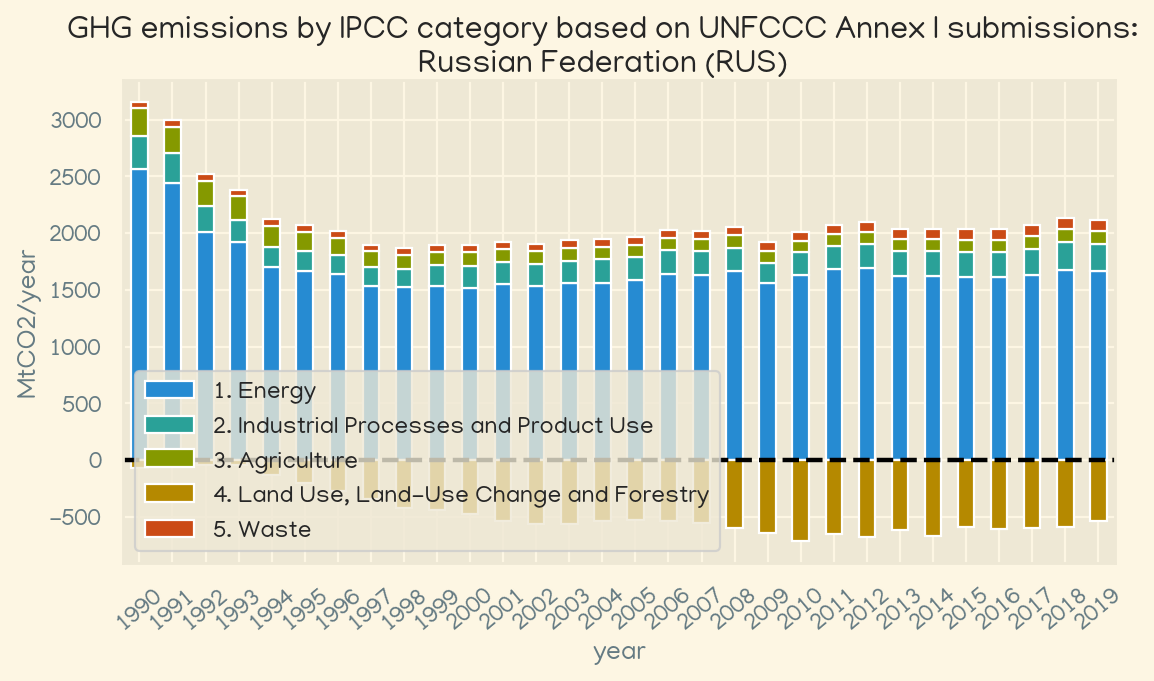 GHG emissions by IPCC category based on UNFCCC Annex I submissions:
Russian Federation (RUS)
MtCO2/year
3000
2500
2000
1500
1000
500
0
−500
1. Energy
2. Industrial Processes and Product Use
3. Agriculture
4. Land Use, Land-Use Change and Forestry
5. Waste
1990 1991 1992 1993 1994 1995 1996 1997 1998 1999 2000 2001 2002 2003 2004 2005 2006 2007 2008 2009 2010 2011 2012 2013 2014 2015 2016 2017 2018 2019
year